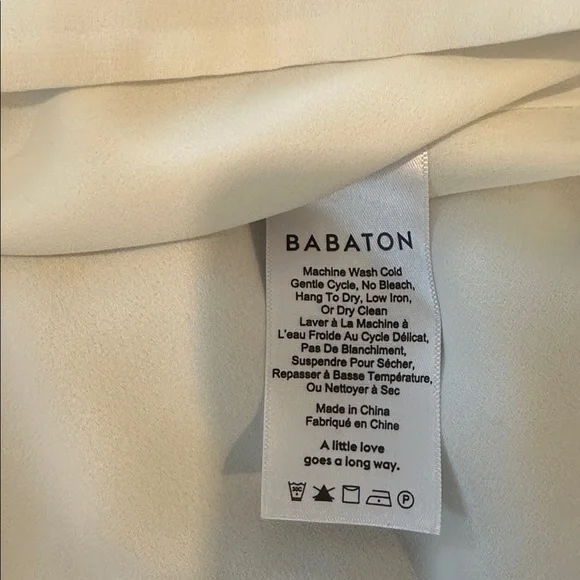 BABATON
Machine Wash Cold
Gentle Cycle, No Bleach,
Hang To Dry, Low Iron,
Or Dry Clean
Laver à La Machine à
L'eau Froide Au Cycle Délicat,
Pas De Blanchiment,
Suspendre Pour Sécher,
Repasser à Basse Température,
Ou Nettoyer à Sec
Made in China
Fabriqué en Chine
A little love
goes a long way.
30C P